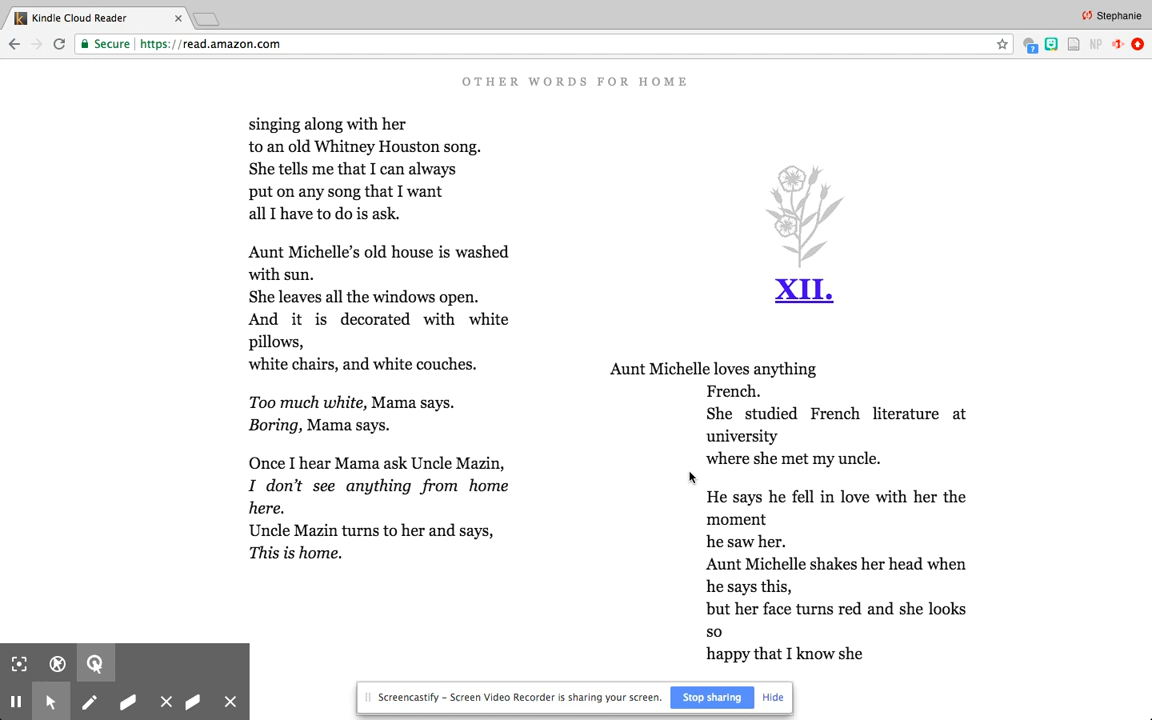 Kindle Cloud Reader
Stephanie
Secure
https://read.amazon.com
7
NP
OTHER WORDS FOR HOME
singing along with her
to an old Whitney Houston song.
She tells me that I can always
put on any song that I want
all I have to do is ask.
Aunt Michelle’s old house is washed
with sun.
She leaves all the windows open.
And it is decorated with white
pillows,
white chairs, and white couches.
Too much white, Mama says.
Boring, Mama says.
Once I hear Mama ask Uncle Mazin,
I don’t see anything from home
here.
Uncle Mazin turns to her and says,
This is home.
XII.
Aunt Michelle loves anything
French.
She studied French literature at
university
where she met my uncle.
He says he fell in love with her the
moment
he saw her.
Aunt Michelle shakes her head when
he says this,
but her face turns red and she looks
so
happy that I know she
Screencastify – Screen Video Recorder is sharing your screen.
Stop sharing
Hide